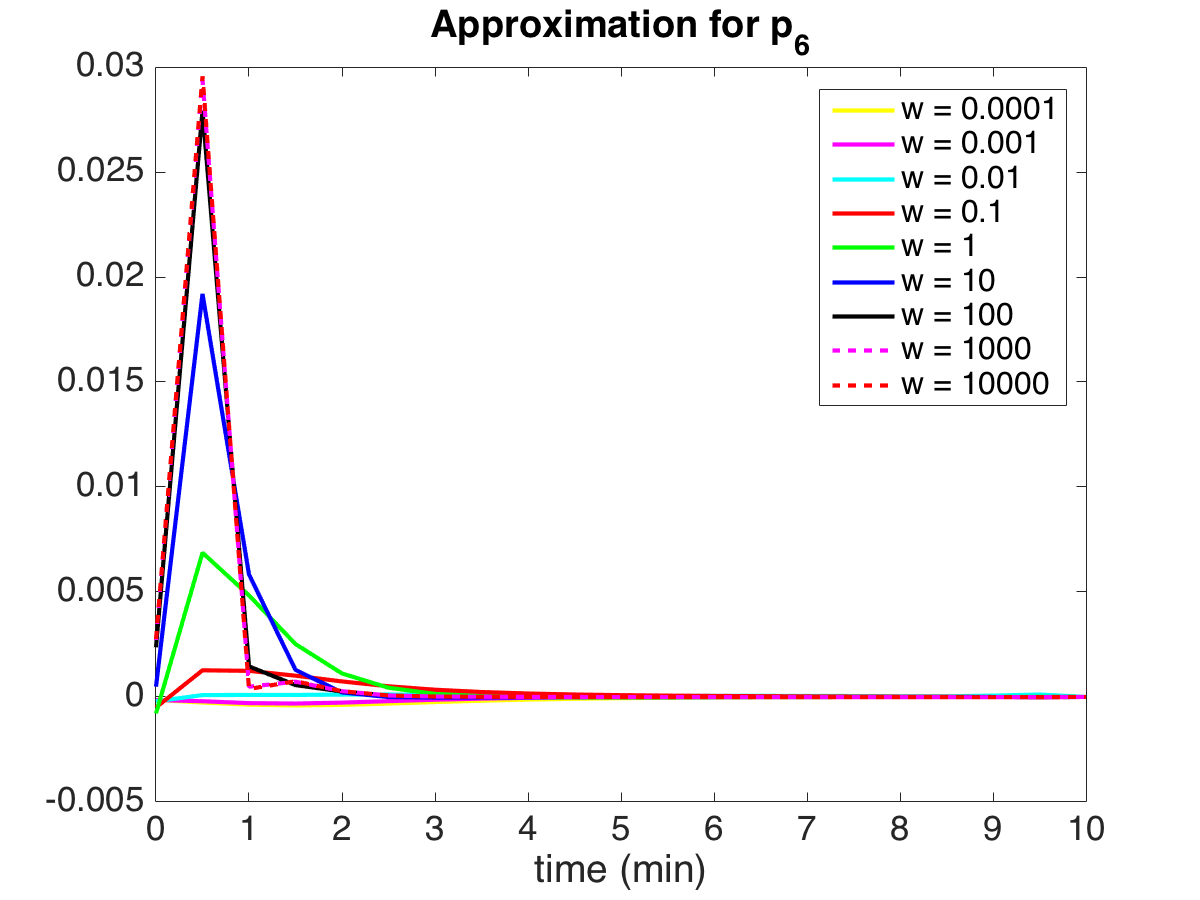 Approximation for p6
0.03
0.025
0.02
0.015
0.01
0.005
0
-0.005
w = 0.0001
w = 0.001
w = 0.01
w = 0.1
w = 1
w = 10
w = 100
w = 1000
w = 10000
0 1 2 3 4 5 6 7 8 9 10
time (min)